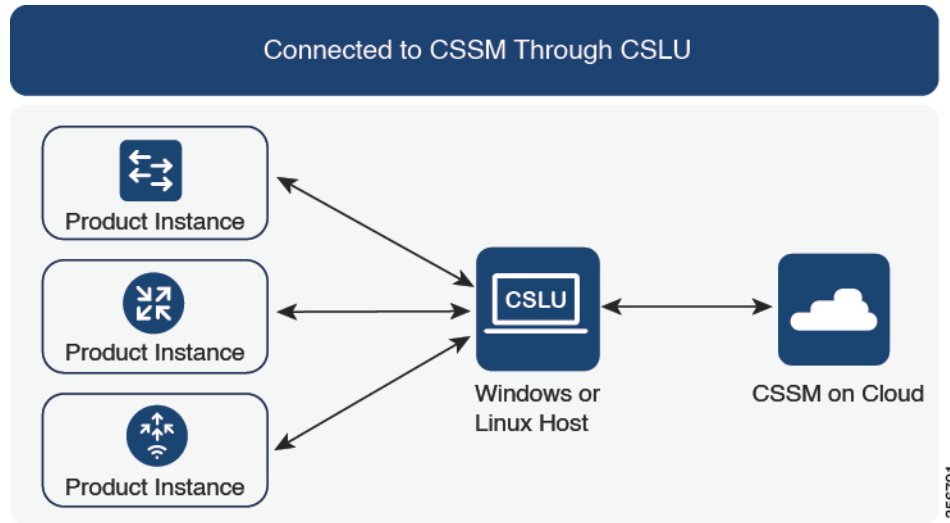 Connected to CSSM Through CSLU
Product Instance
Product Instance
Product Instance
CSLU
Windows or
Linux Host
CSSM on Cloud